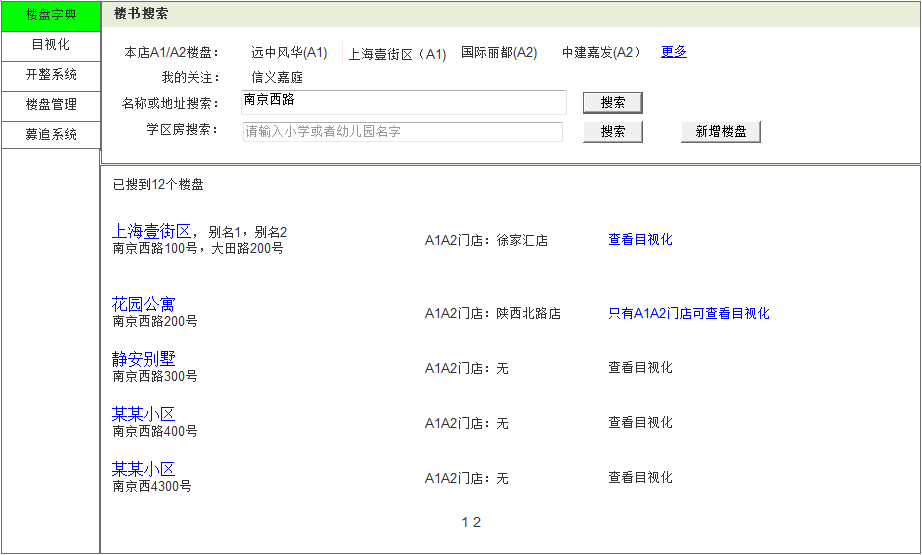 楼盘字典
目视化
开整系统
楼盘管理
募追系统
楼书搜索
本店A1/A2楼盘： 远中风华(A1) 上海壹街区（A1) 国际丽都(A2) 中建嘉发(A2） 更多
我的关注： 信义嘉庭
名称或地址搜索： 南京西路 搜索
学区房搜索： 请输入小学或者幼儿园名字 搜索 新增楼盘
已搜到12个楼盘
上海壹街区， 别名1，别名2
南京西路100号，大田路200号
A1A2门店：徐家汇店 查看目视化
花园公寓
南京西路200号
A1A2门店：陕西北路店 只有A1A2门店可查看目视化
静安别墅
南京西路300号
A1A2门店：无 查看目视化
某某小区
南京西路400号
A1A2门店：无 查看目视化
某某小区
南京西4300号
A1A2门店：无 查看目视化
1 2